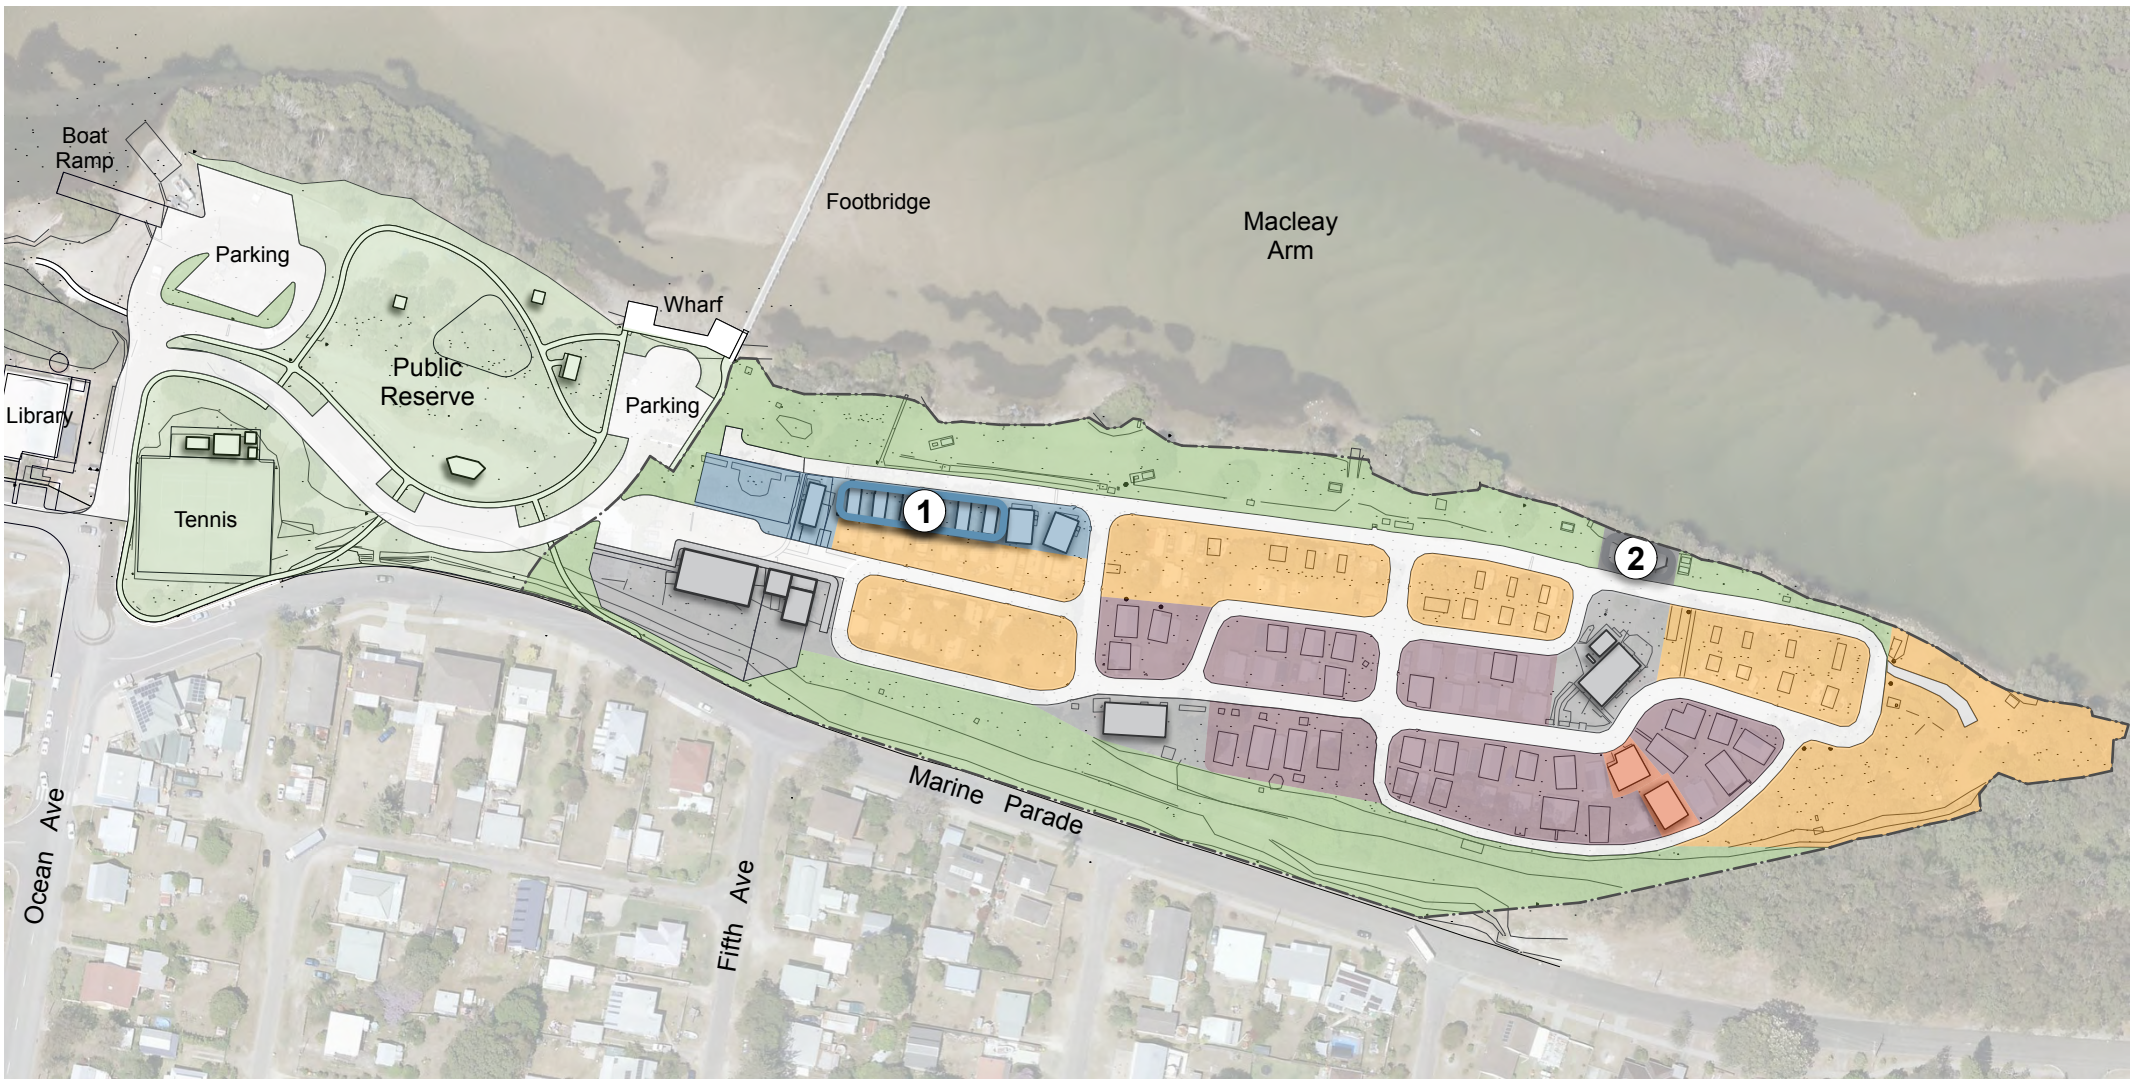 Boat
Ramp
Parking
Footbridge
Macleay
Arm
Wharf
Public
Reserve
Parking
Library
Tennis
1
2
Marine Parade
Ocean Ave
Fifth Ave